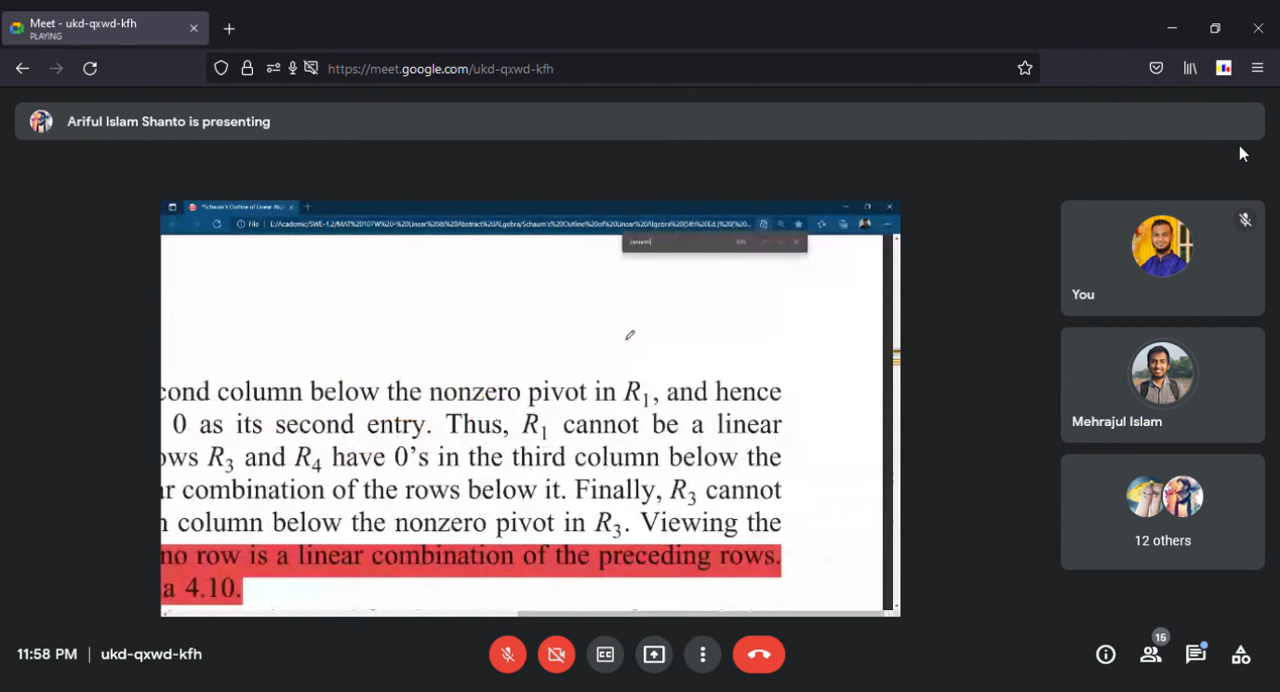 Meet - ukd-qxwd-kfh
PLAYING
https://meet.google.com/ukd-qxwd-kfh
Ariful Islam Shanto is presenting
File
cond column below the nonzero pivot in R1, and hence
0 as its second entry. Thus, R1 cannot be a linear
ows R3 and R4 have 0's in the third column below the
ar combination of the rows below it. Finally, R3 cannot
n column below the nonzero pivot in R3. Viewing the
no row is a linear combination of the preceding rows.
a 4.10.
You
Mehrajul Islam
12 others
11:58 PM | ukd-qxwd-kfh
15